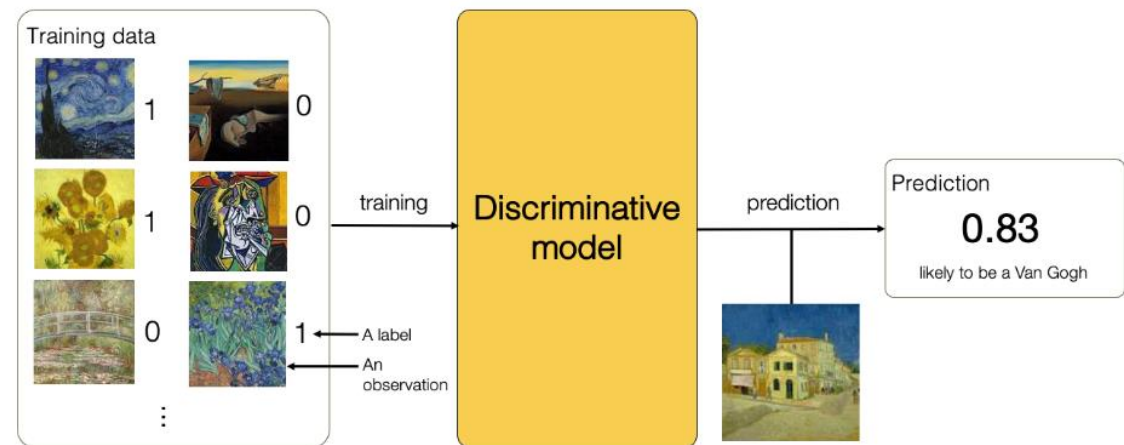 Training data
1
0
1
0
0
1
A label
An
observation
⋮
training
Discriminative
model
prediction
Prediction
0.83
likely to be a Van Gogh